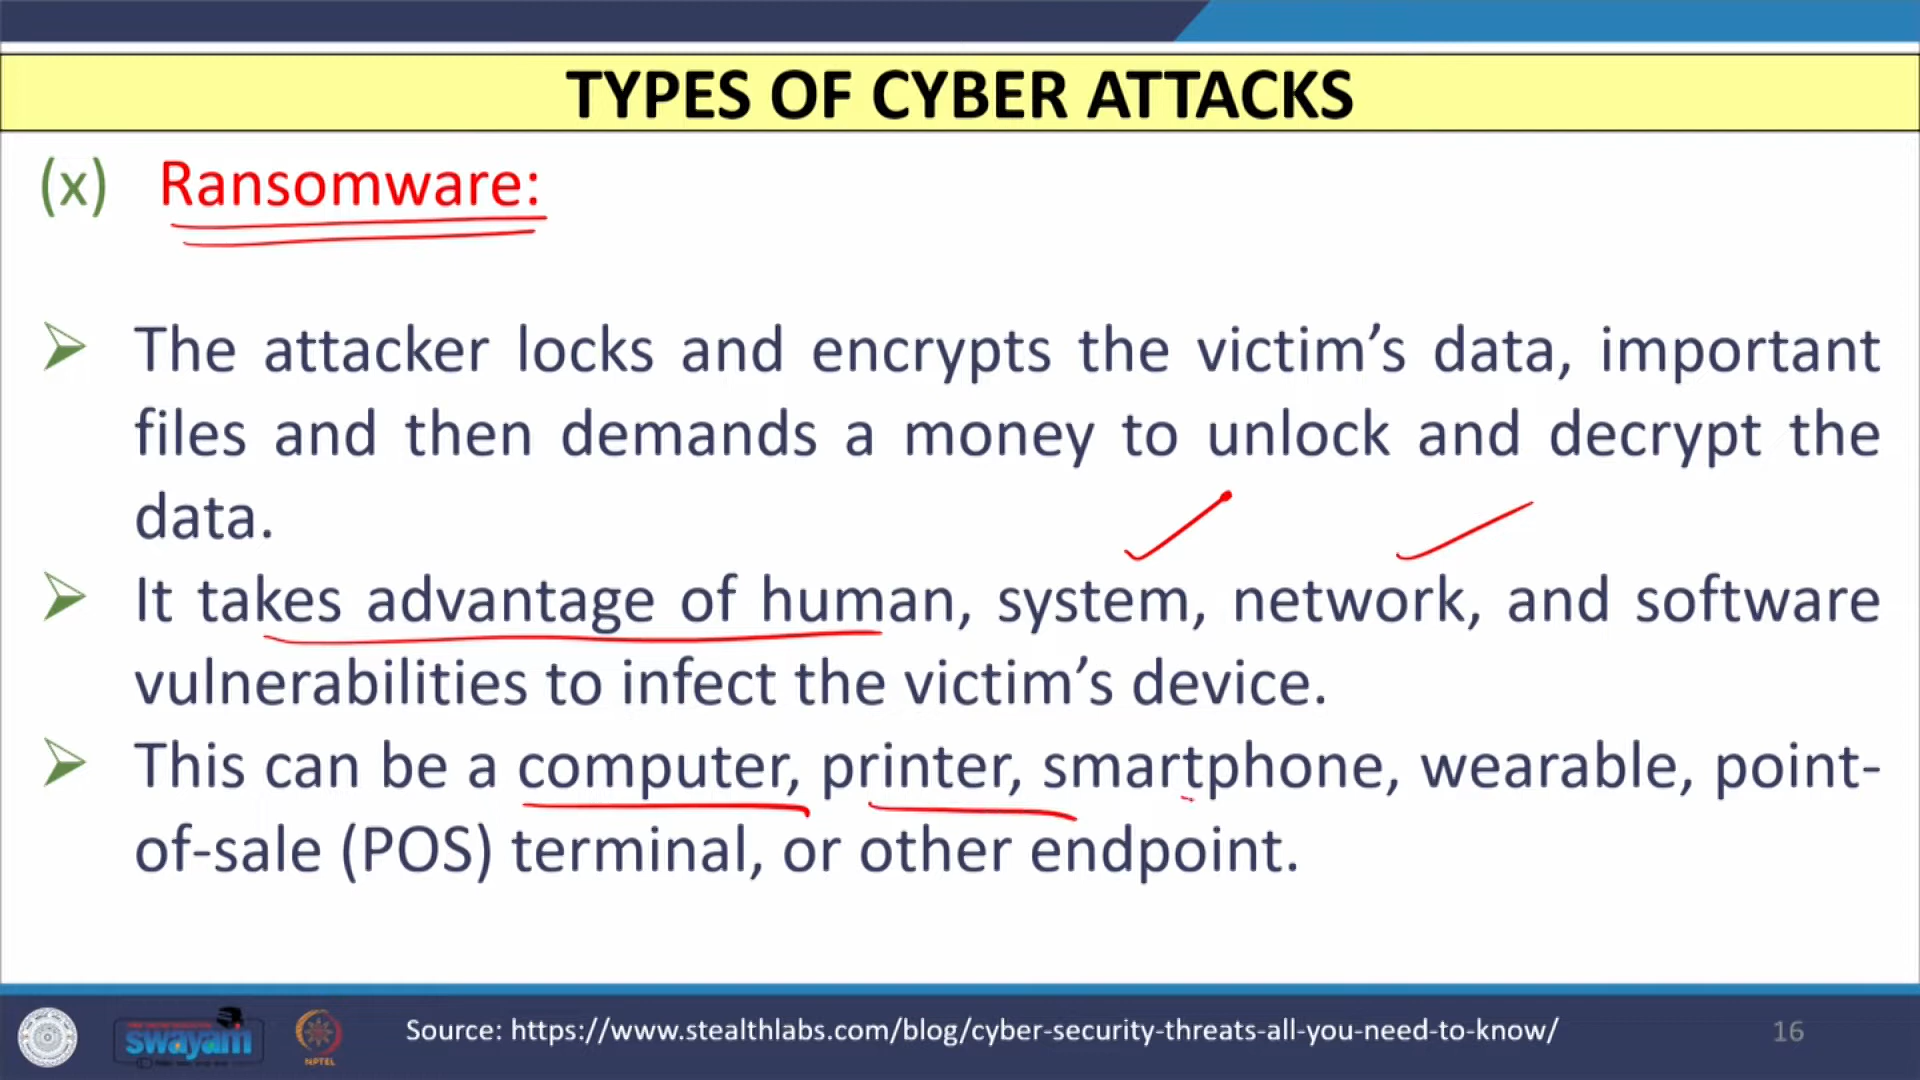 TYPES OF CYBER ATTACKS
(x) Ransomware:
The attacker locks and encrypts the victim’s data, important
files and then demands a money to unlock and decrypt the
data.
It takes advantage of human, system, network, and software
vulnerabilities to infect the victim’s device.
This can be a computer, printer, smartphone, wearable, point-
of-sale (POS) terminal, or other endpoint.
swayam
NPTEL
Source: https://www.stealthlabs.com/blog/cyber-security-threats-all-you-need-to-know/
16